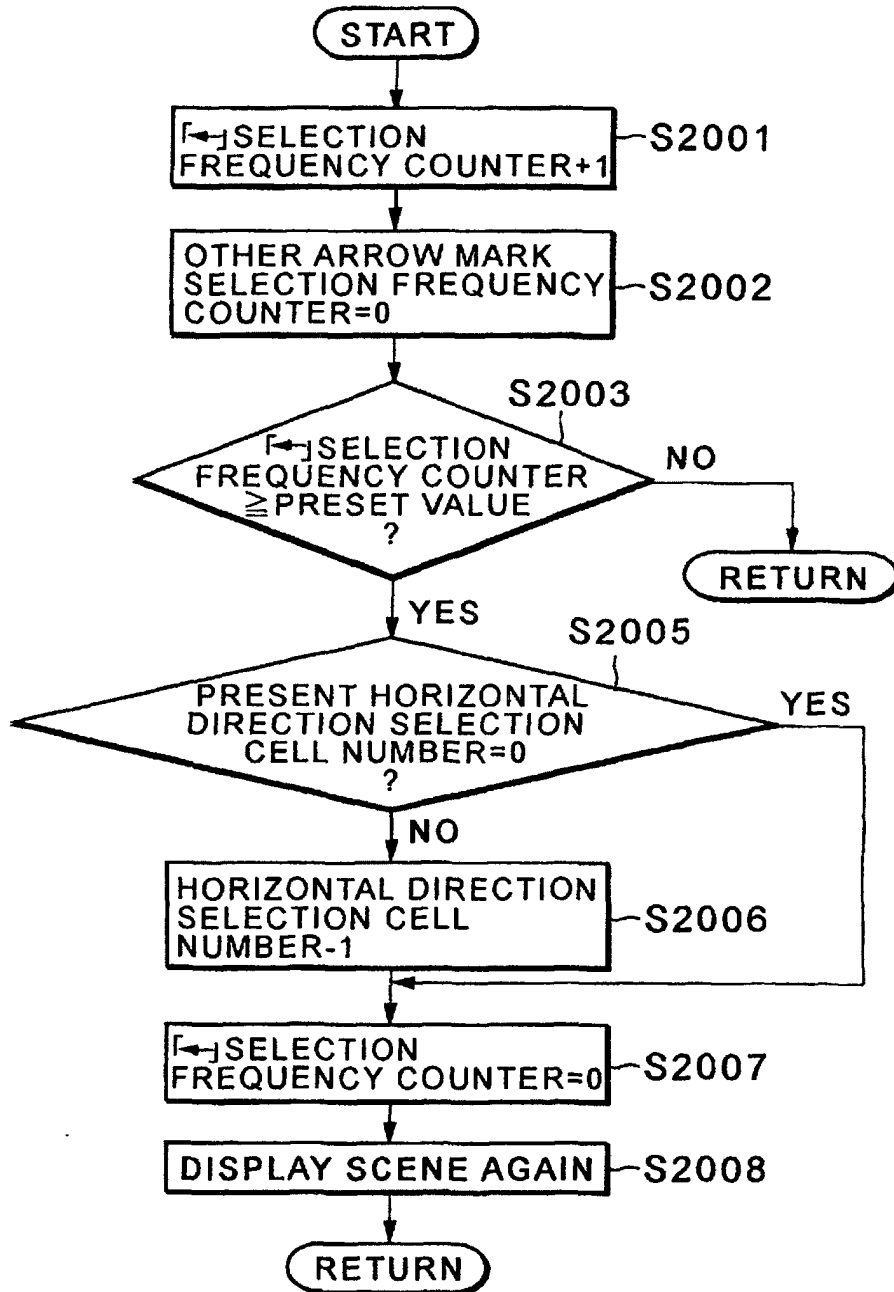 START
「←」SELECTION
FREQUENCY COUNTER+1
S2001
OTHER ARROW MARK
SELECTION FREQUENCY
COUNTER=0
S2002
S2003
「←」SELECTION
FREQUENCY COUNTER
≧PRESET VALUE
?
NO
RETURN
YES
S2005
PRESENT HORIZONTAL
DIRECTION SELECTION
CELL NUMBER=0
?
YES
NO
HORIZONTAL DIRECTION
SELECTION CELL
NUMBER-1
S2006
「←」SELECTION
FREQUENCY COUNTER=0
S2007
DISPLAY SCENE AGAIN
S2008
RETURN